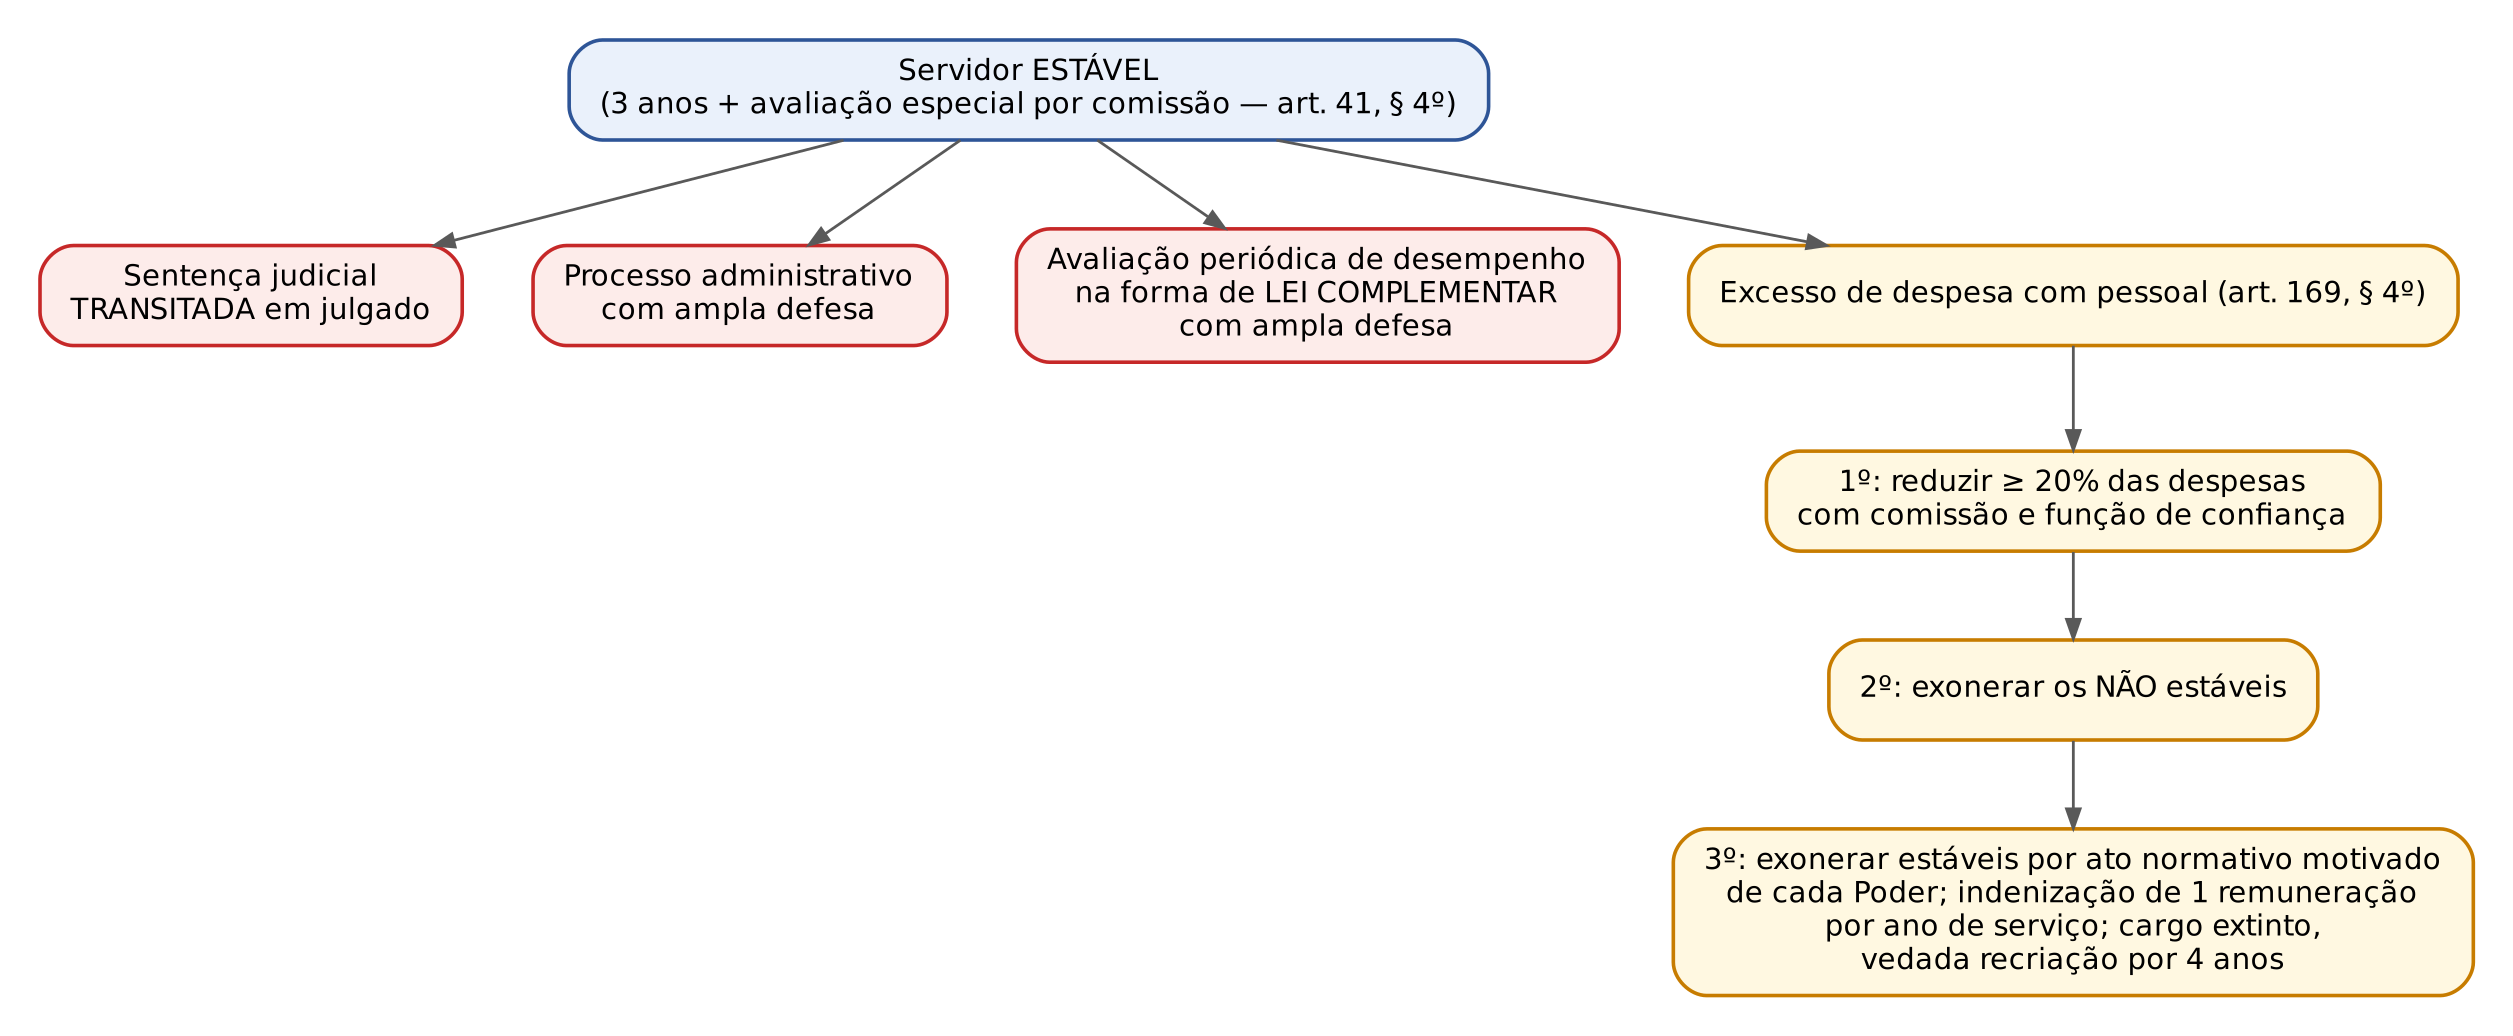 Servidor ESTÁVEL
(3 anos + avaliação especial por comissão — art. 41, § 4º)
Sentença judicial
TRANSITADA em julgado
Processo administrativo
com ampla defesa
Avaliação periódica de desempenho
na forma de LEI COMPLEMENTAR
com ampla defesa
Excesso de despesa com pessoal (art. 169, § 4º)
1º: reduzir ≥ 20% das despesas
com comissão e função de confiança
2º: exonerar os NÃO estáveis
3º: exonerar estáveis por ato normativo motivado
de cada Poder; indenização de 1 remuneração
por ano de serviço; cargo extinto,
vedada recriação por 4 anos